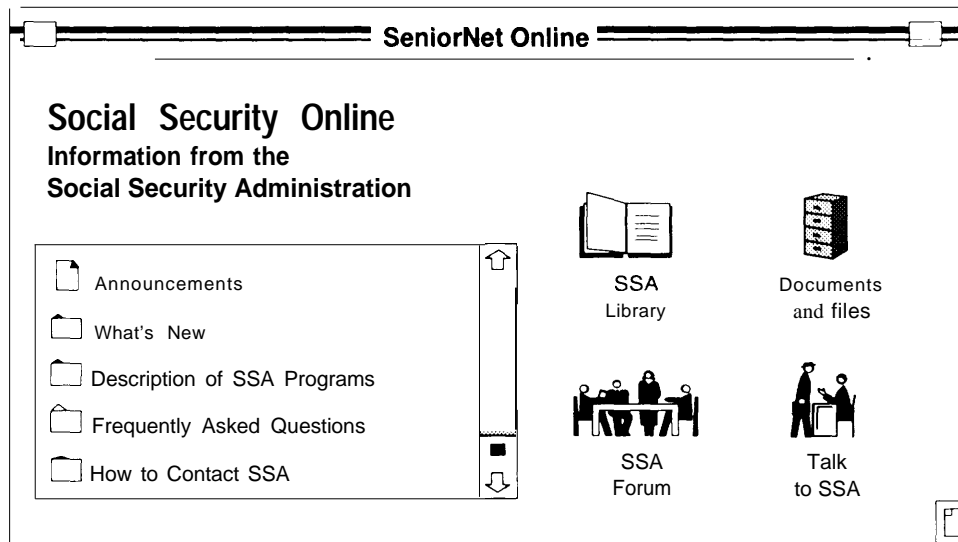 SeniorNet Online
Social Security Online
Information from the
Social Security Administration
Announcements
What's New
Description of SSA Programs
Frequently Asked Questions
How to Contact SSA
SSA
Library
Documents
and files
SSA
Forum
Talk
to SSA